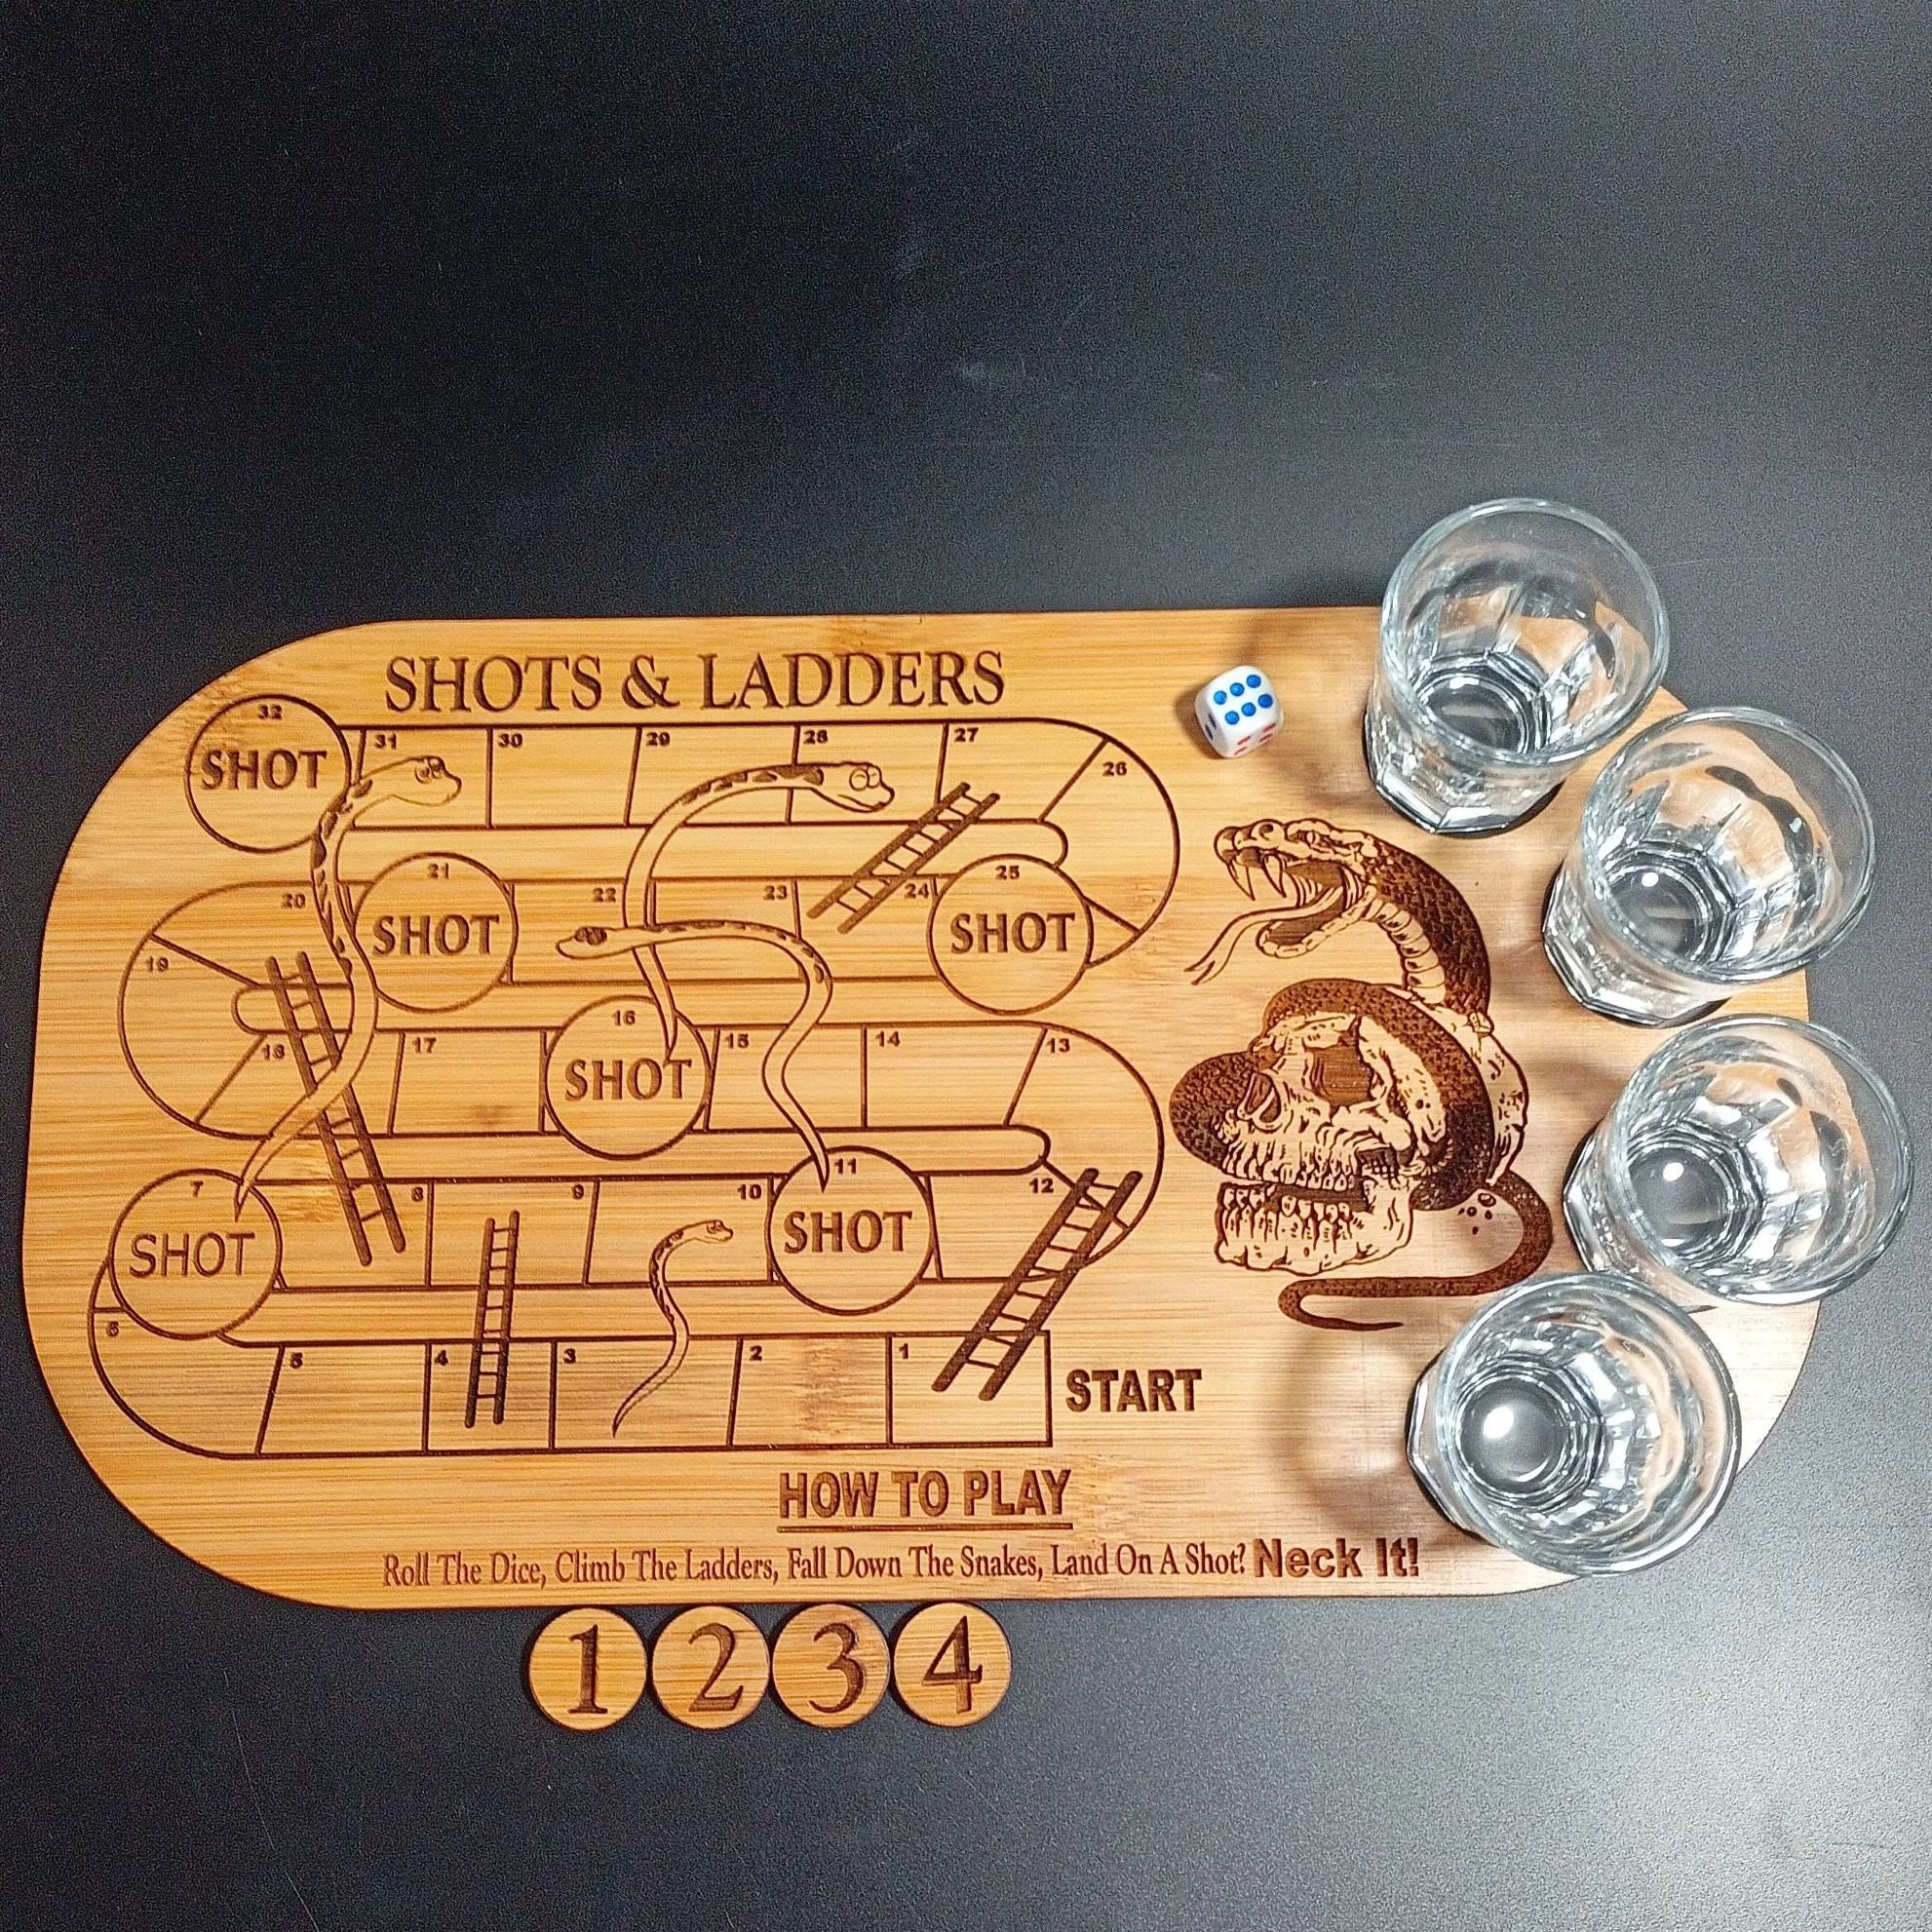 SHOTS & LADDERS
32 31 30 29 28 27 26
SHOT
20 21 22 23 24 25
SHOT SHOT
19
18 17 16 15 14 13
SHOT
7 8 9 10 11 12
SHOT SHOT
6 5 4 3 2 1
START
HOW TO PLAY
Roll The Dice, Climb The Ladders, Fall Down The Snakes, Land On A Shot? Neck It!
1 2 3 4